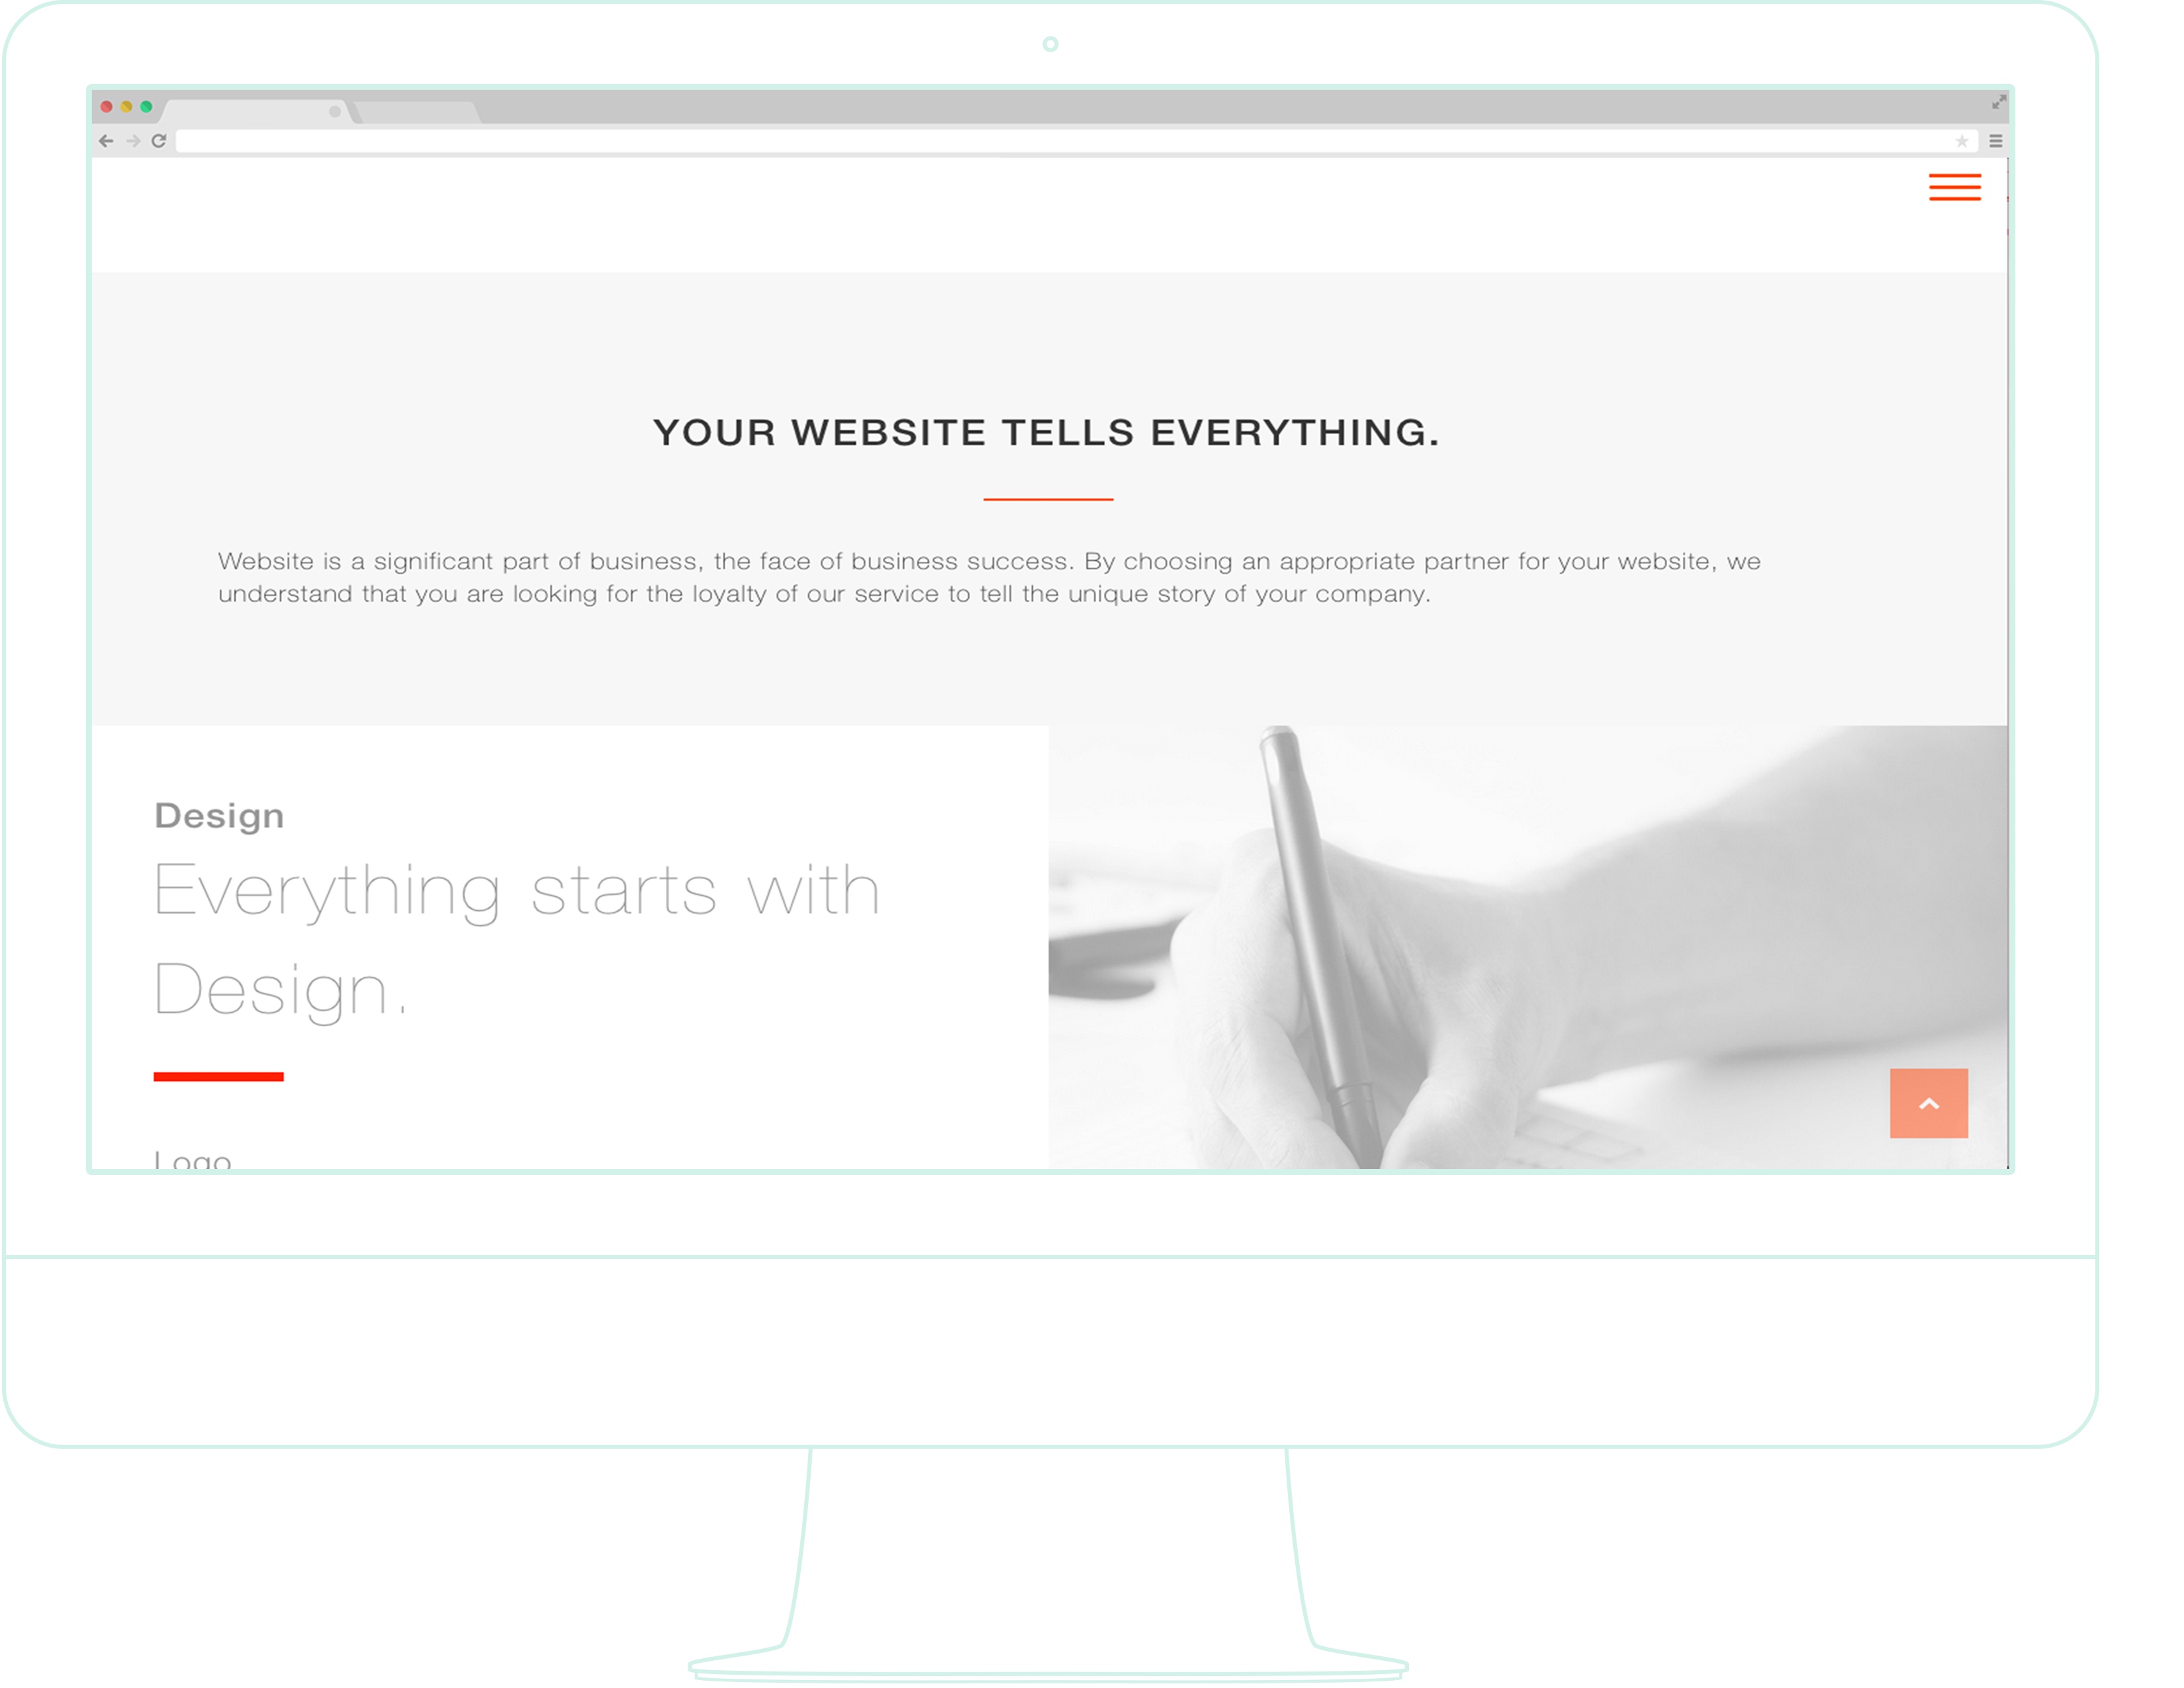 YOUR WEBSITE TELLS EVERYTHING.
Website is a significant part of business, the face of business success. By choosing an appropriate partner for your website, we
understand that you are looking for the loyalty of our service to tell the unique story of your company.
Design
Everything starts with
Design.
Logo